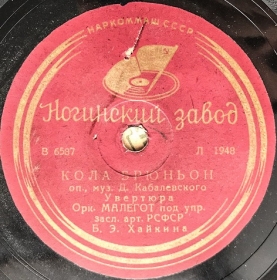 НАРКОММАШ СССР
Ногинский завод
В 6587 Л 1948
КОЛА БРЮНЬОН
оп., муз. Д. Кабалевского
Увертюра
Орк. МАЛЕГОТ под упр.
засл. арт. РСФСР
Б. Э. Хайкина